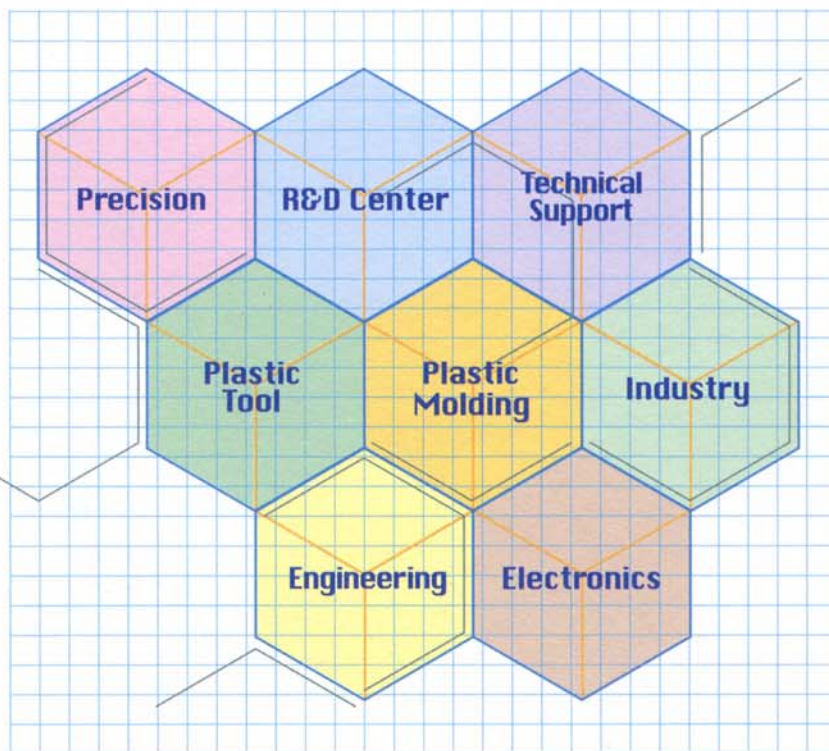 Precision
R&D Center
Technical
Support
Plastic
Tool
Plastic
Molding
Industry
Engineering
Electronics